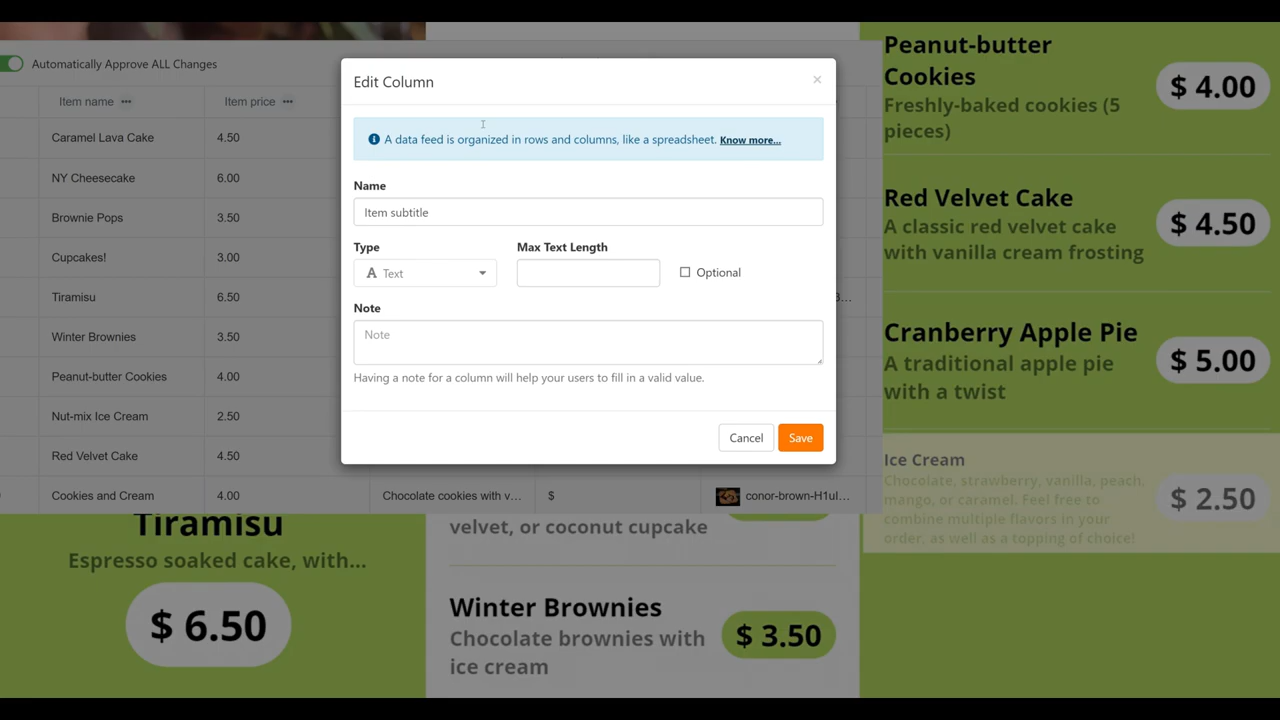 Automatically Approve ALL Changes
Item name •••
Item price •••
Caramel Lava Cake
4.50
NY Cheesecake
6.00
Brownie Pops
3.50
Cupcakes!
3.00
Tiramisu
6.50
Winter Brownies
3.50
Peanut-butter Cookies
4.00
Nut-mix Ice Cream
2.50
Red Velvet Cake
4.50
Cookies and Cream
4.00
Chocolate cookies with v...
$
conor-brown-H1ul...
Edit Column
×
A data feed is organized in rows and columns, like a spreadsheet. Know more...
Name
Item subtitle
Type
A Text
Max Text Length
Optional
Note
Note
Having a note for a column will help your users to fill in a valid value.
Cancel
Save
Tiramisu
Espresso soaked cake, with...
$ 6.50
velvet, or coconut cupcake
Winter Brownies
Chocolate brownies with
ice cream
$ 3.50
Peanut-butter
Cookies
Freshly-baked cookies (5
pieces)
$ 4.00
Red Velvet Cake
A classic red velvet cake
with vanilla cream frosting
$ 4.50
Cranberry Apple Pie
A traditional apple pie
with a twist
$ 5.00
Ice Cream
Chocolate, strawberry, vanilla, peach,
mango, or caramel. Feel free to
combine multiple flavors in your
order, as well as a topping of choice!
$ 2.50